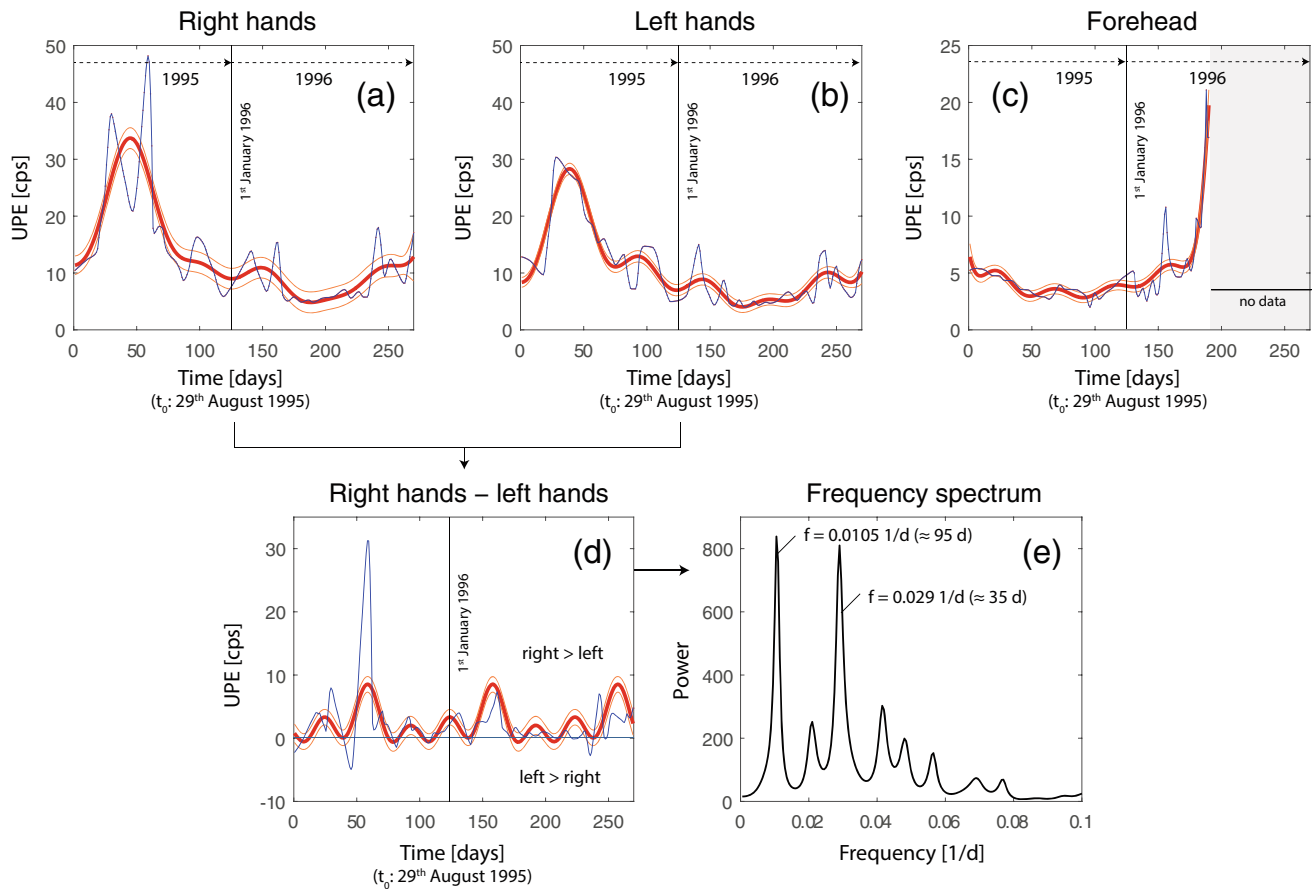 Right hands
Left hands
Forehead
50
40
30
20
10
0
UPE [cps]
1995
1996
(a)
1st January 1996
0
50
100
150
200
250
Time [days]
(t0: 29th August 1995)
50
40
30
20
10
0
UPE [cps]
1995
1996
(b)
1st January 1996
0
50
100
150
200
250
Time [days]
(t0: 29th August 1995)
25
20
15
10
5
0
UPE [cps]
1995
1996
(c)
1st January 1996
no data
0
50
100
150
200
250
Time [days]
(t0: 29th August 1995)
Right hands – left hands
40
30
20
10
0
-10
UPE [cps]
(d)
1st January 1996
right > left
left > right
0
50
100
150
200
250
Time [days]
(t0: 29th August 1995)
Frequency spectrum
800
600
400
200
0
Power
f = 0.0105 1/d (≈ 95 d)
(e)
f = 0.029 1/d (≈ 35 d)
0
0.02
0.04
0.06
0.08
0.1
Frequency [1/d]